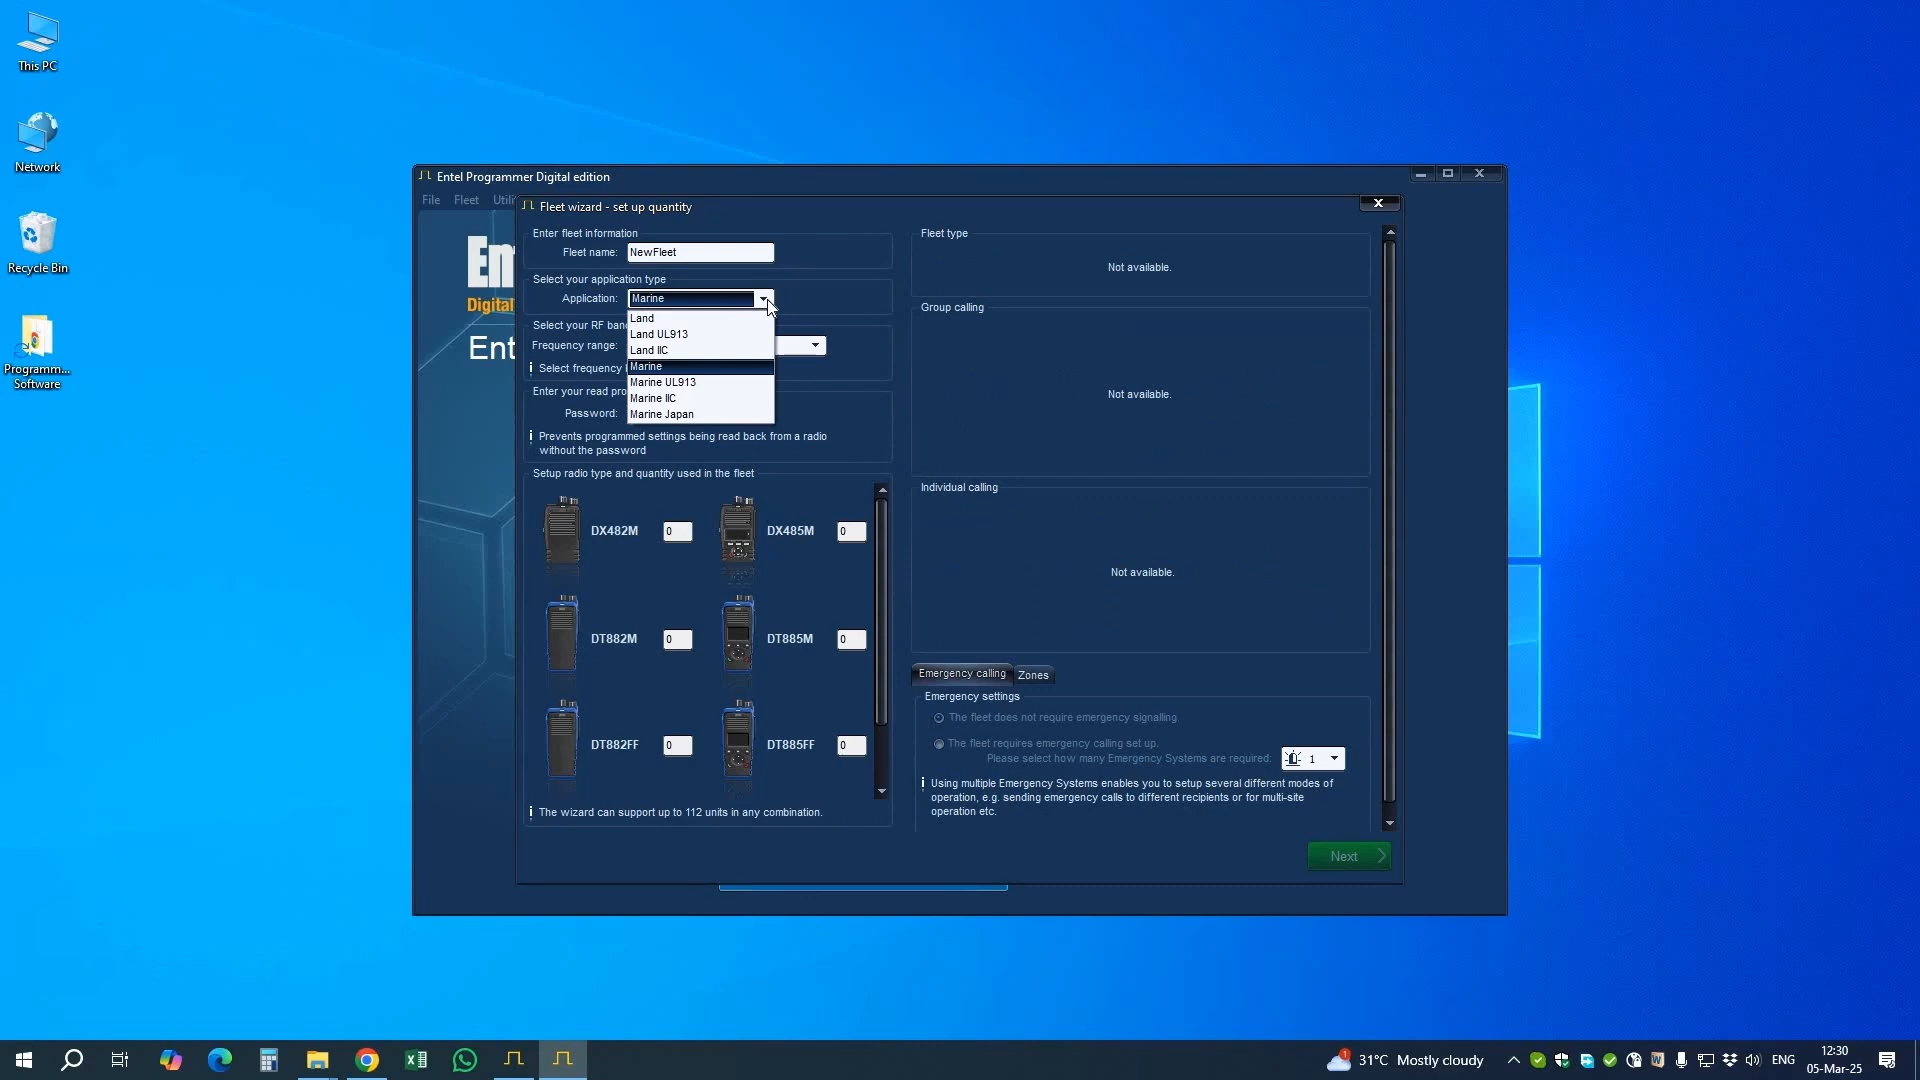 This PC
Network
Recycle Bin
Programm...
Software
Entel Programmer Digital edition
File Fleet
Digital
Ent
Fleet wizard - set up quantity
Enter fleet information
Fleet name: NewFleet
Select your application type
Application: Marine
Land
Land UL913
Land IIC
Marine
Marine UL913
Marine IIC
Marine Japan
Select your RF
Frequency range:
Select frequency
Enter your read
Password:
Prevents programmed settings being read back from a radio
without the password
Setup radio type and quantity used in the fleet
DX482M 0 DX485M 0
DT882M 0 DT885M 0
DT882FF 0 DT885FF 0
The wizard can support up to 112 units in any combination.
Fleet type
Not available.
Group calling
Not available.
Individual calling
Not available.
Emergency calling Zones
Emergency settings
The fleet does not require emergency signalling.
The fleet requires emergency calling set up.
Please select how many Emergency Systems are required: 1
Using multiple Emergency Systems enables you to setup several different modes of
operation, e.g. sending emergency calls to different recipients or for multi-site
operation etc.
Next
1
31°C Mostly cloudy
ENG
12:30
05-Mar-25